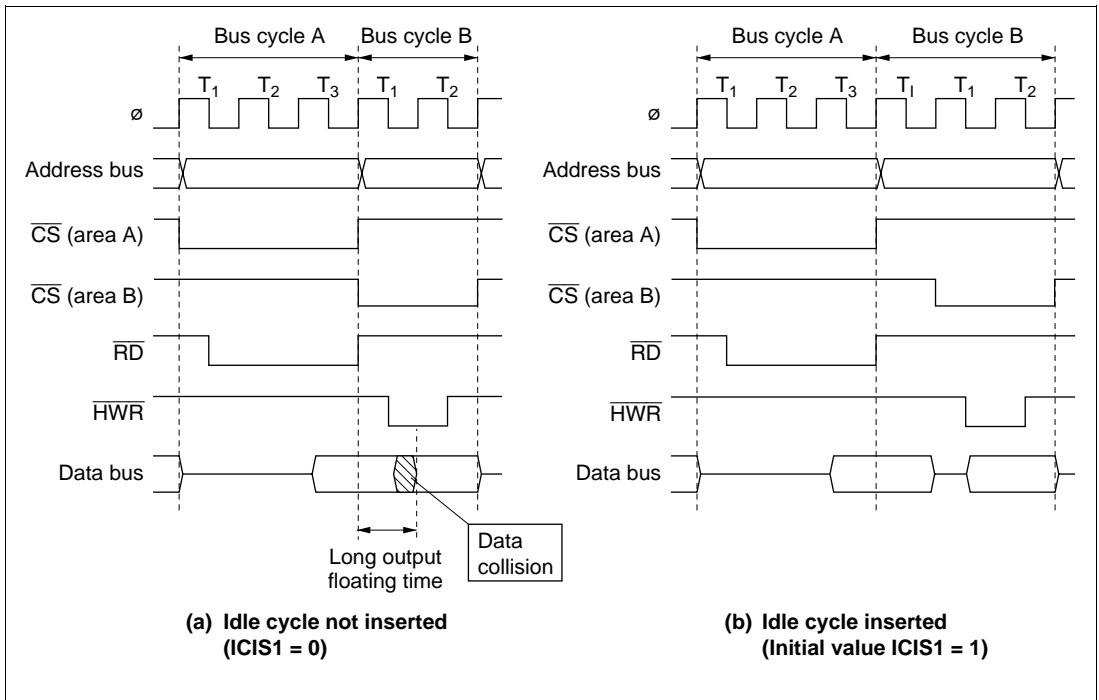 Bus cycle A Bus cycle B
T1 T2 T3 T1 T2
ø
Address bus
CS (area A)
CS (area B)
RD
HWR
Data bus
Long output
floating time
Data
collision
(a) Idle cycle not inserted
(ICIS1 = 0)
Bus cycle A Bus cycle B
T1 T2 T3 TI T1 T2
ø
Address bus
CS (area A)
CS (area B)
RD
HWR
Data bus
(b) Idle cycle inserted
(Initial value ICIS1 = 1)